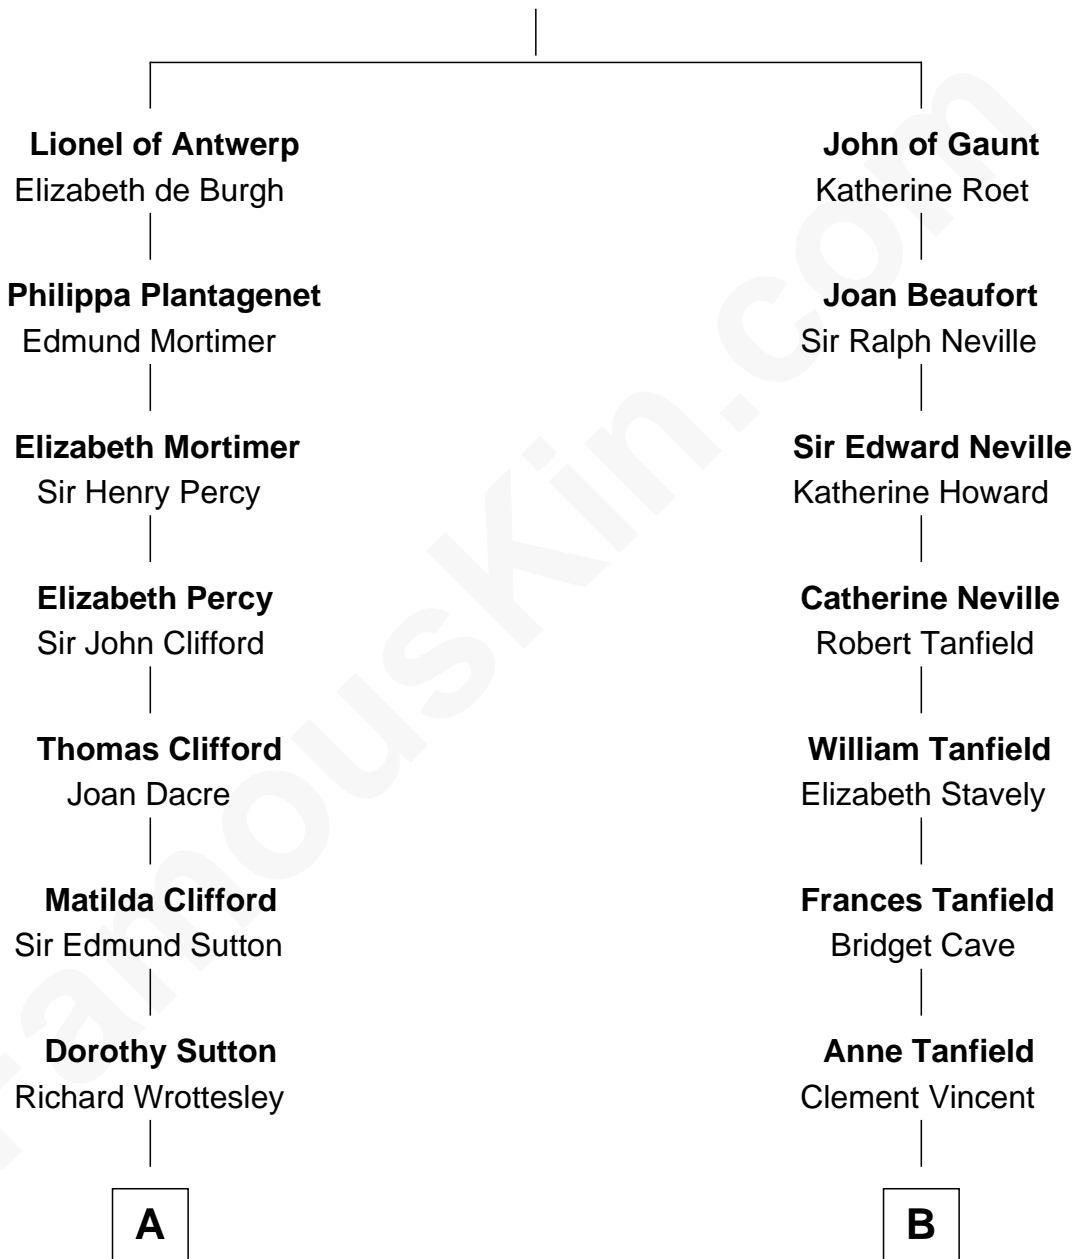 Lionel of Antwerp
Elizabeth de Burgh
Philippa Plantagenet
Edmund Mortimer
Elizabeth Mortimer
Sir Henry Percy
Elizabeth Percy
Sir John Clifford
Thomas Clifford
Joan Dacre
Matilda Clifford
Sir Edmund Sutton
Dorothy Sutton
Richard Wrottesley
A
John of Gaunt
Katherine Roet
Joan Beaufort
Sir Ralph Neville
Sir Edward Neville
Katherine Howard
Catherine Neville
Robert Tanfield
William Tanfield
Elizabeth Stavely
Frances Tanfield
Bridget Cave
Anne Tanfield
Clement Vincent
B
FamousKin.com